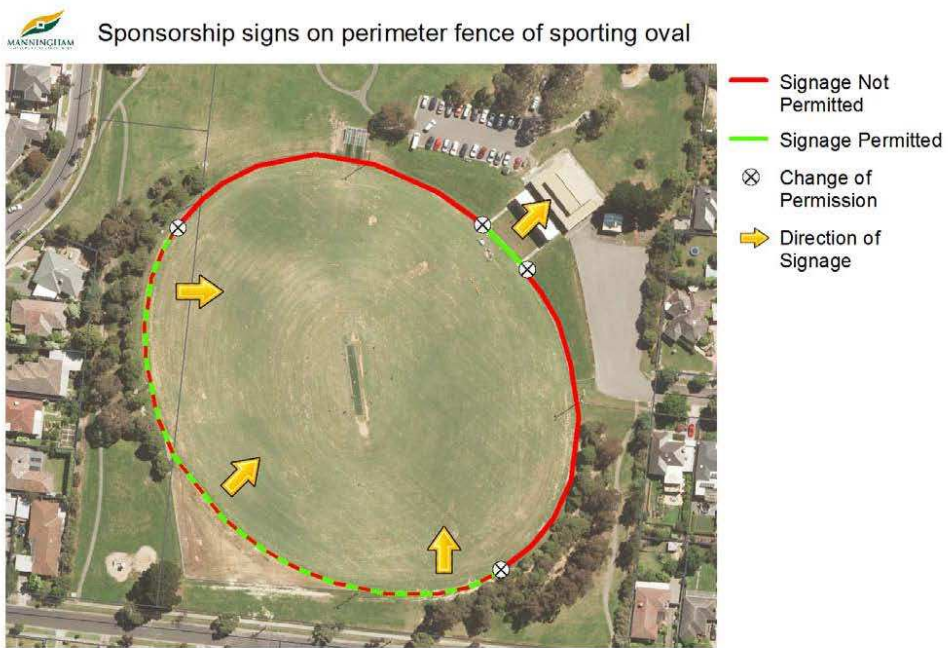 MANNINGHAM
Sponsorship signs on perimeter fence of sporting oval
Signage Not
Permitted
Signage Permitted
Change of
Permission
Direction of
Signage